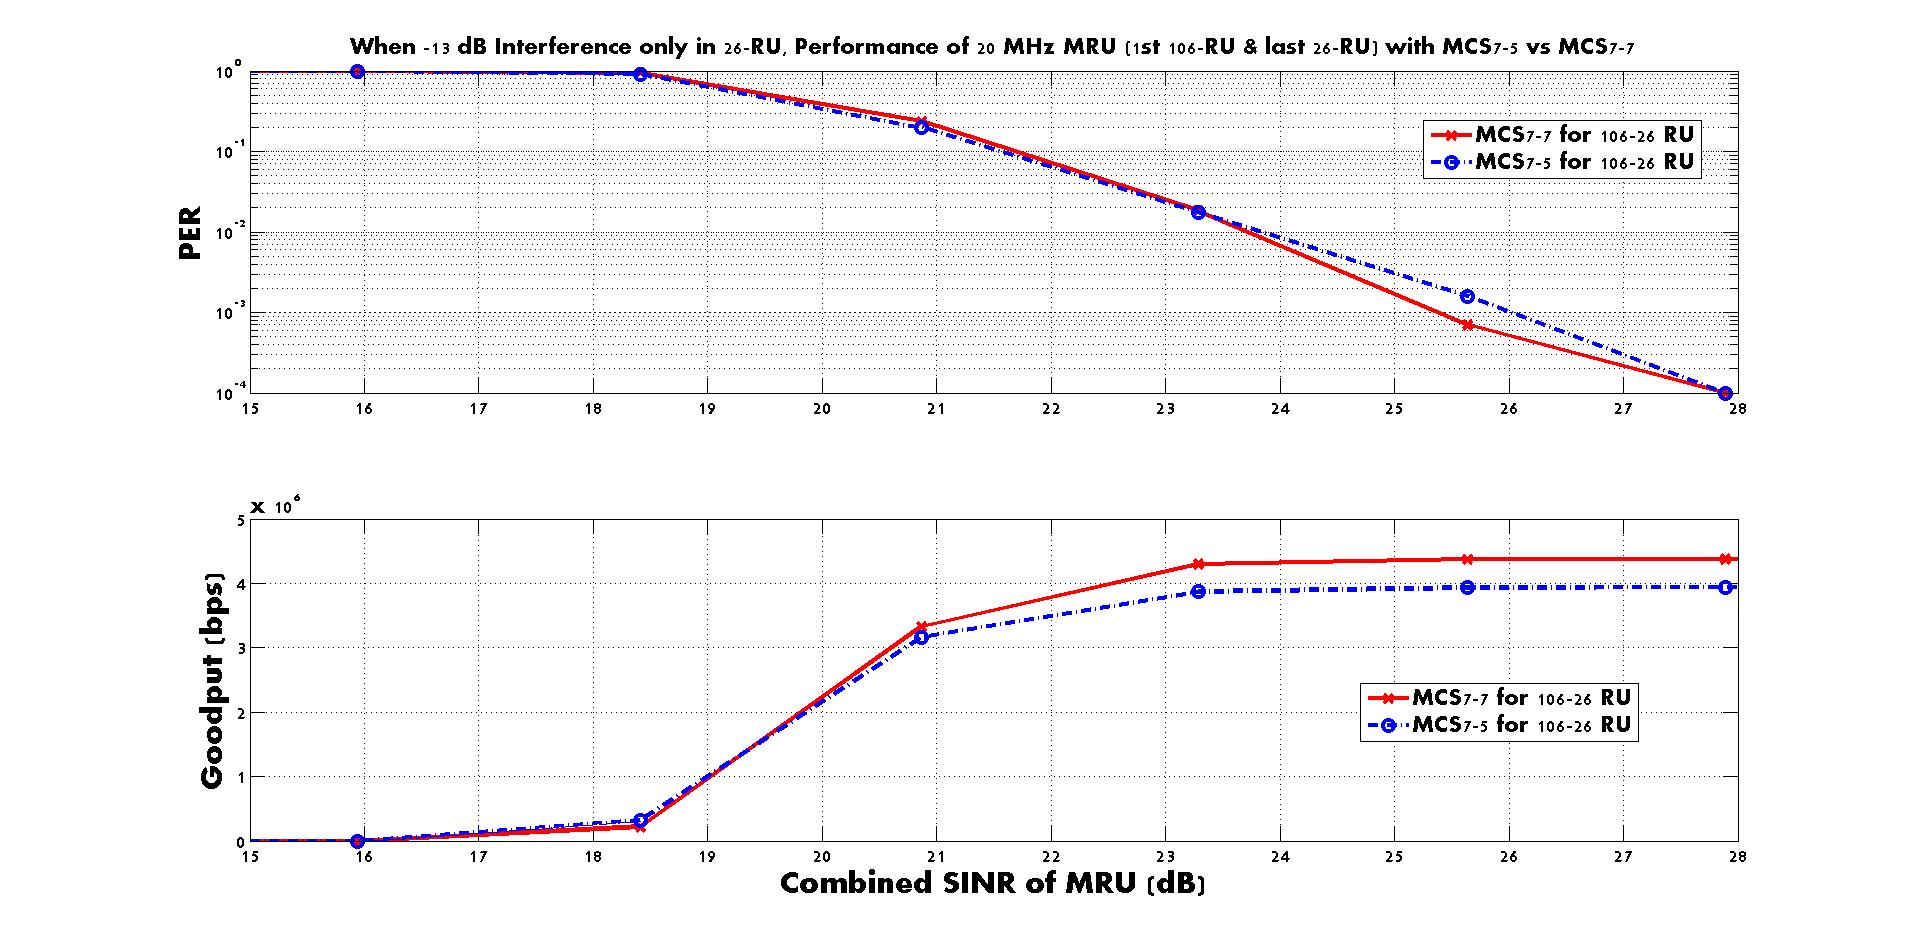 When -13 dB Interference only in 26-RU, Performance of 20 MHz MRU (1st 106-RU & last 26-RU) with MCS7-5 vs MCS7-7
10^0
10^-1
10^-2
10^-3
10^-4
PER
MCS7-7 for 106-26 RU
MCS7-5 for 106-26 RU
15 16 17 18 19 20 21 22 23 24 25 26 27 28
x 10^6
5
4
3
2
1
0
Goodput (bps)
MCS7-7 for 106-26 RU
MCS7-5 for 106-26 RU
15 16 17 18 19 20 21 22 23 24 25 26 27 28
Combined SINR of MRU (dB)